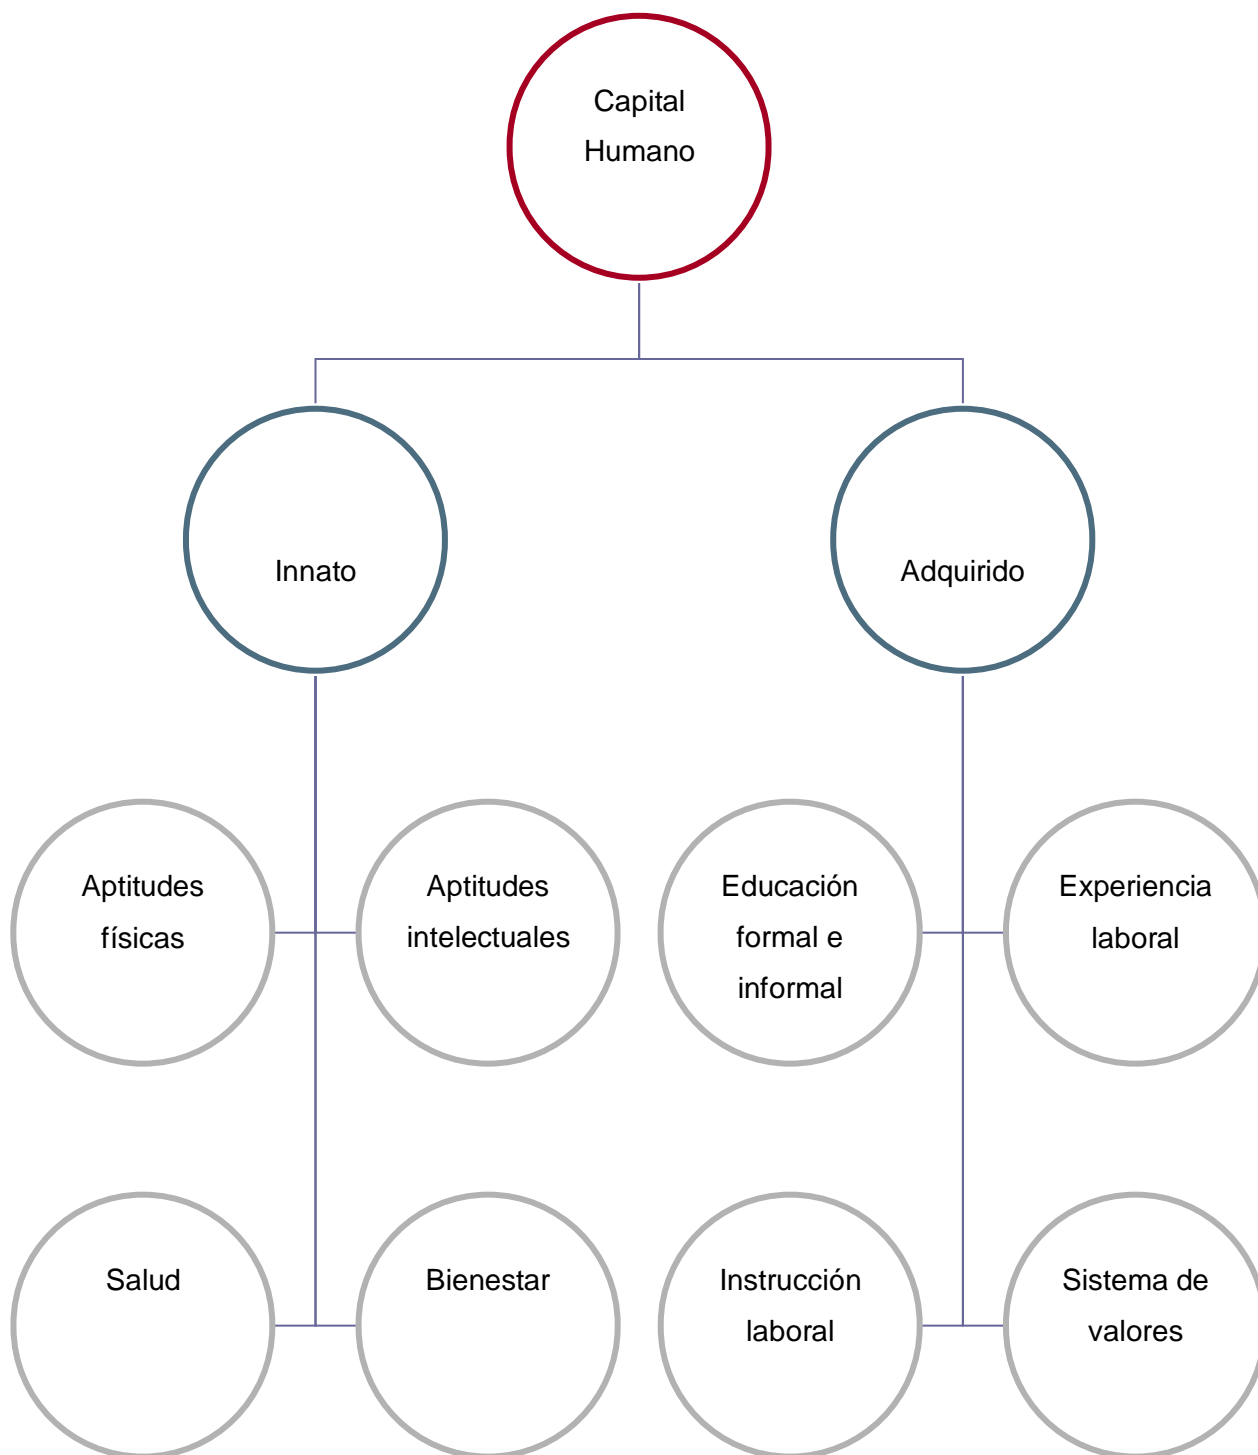 Capital
Humano
Innato
Adquirido
Aptitudes
físicas
Aptitudes
intelectuales
Educación
formal e
informal
Experiencia
laboral
Salud
Bienestar
Instrucción
laboral
Sistema de
valores